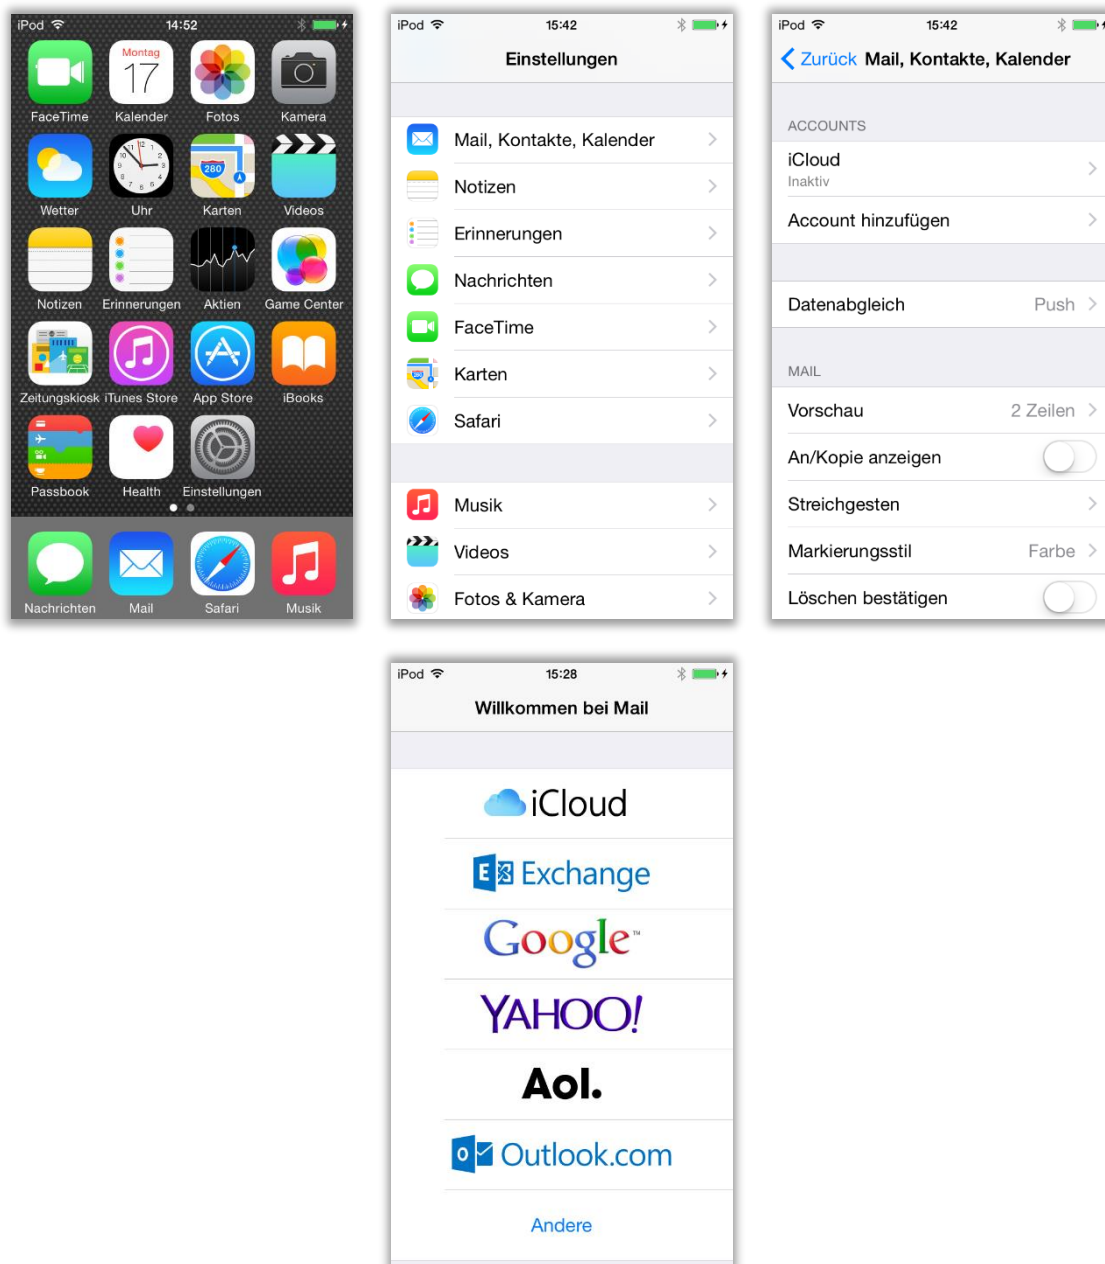 iPod 14:52
Montag
17
FaceTime Kalender Fotos Kamera
280
Wetter Uhr Karten Videos
Notizen Erinnerungen Aktien Game Center
Zeitungskiosk iTunes Store App Store iBooks
Passbook Health Einstellungen
Nachrichten Mail Safari Musik
iPod 15:42
Einstellungen
Mail, Kontakte, Kalender
Notizen
Erinnerungen
Nachrichten
FaceTime
Karten
Safari
Musik
Videos
Fotos & Kamera
iPod 15:42
Zurück Mail, Kontakte, Kalender
ACCOUNTS
iCloud
Inaktiv
Account hinzufügen
Datenabgleich Push
MAIL
Vorschau 2 Zeilen
An/Kopie anzeigen
Streichgesten
Markierungsstil Farbe
Löschen bestätigen
iPod 15:28
Willkommen bei Mail
iCloud
E Exchange
Google™
YAHOO!
Aol.
o Outlook.com
Andere